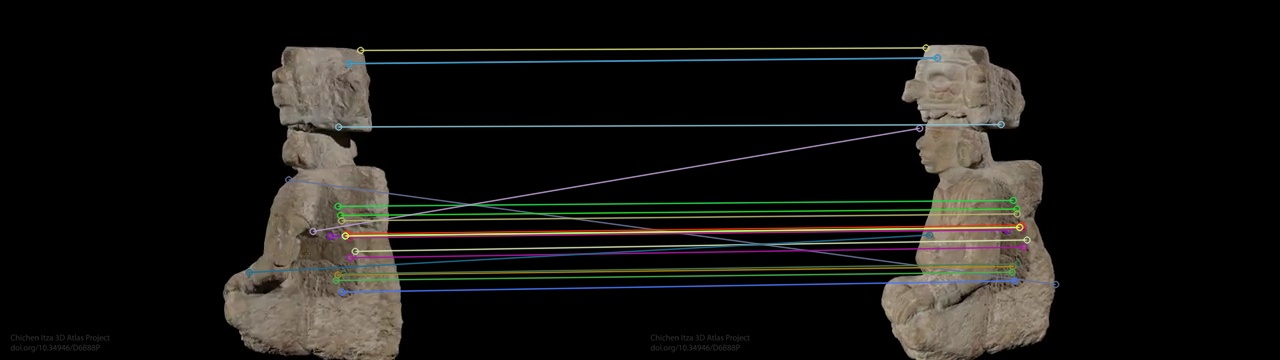 Chichen Itza 3D Atlas Project
doi.org/10.34946/D6B88P
Chichen Itza 3D Atlas Project
doi.org/10.34946/D6B88P